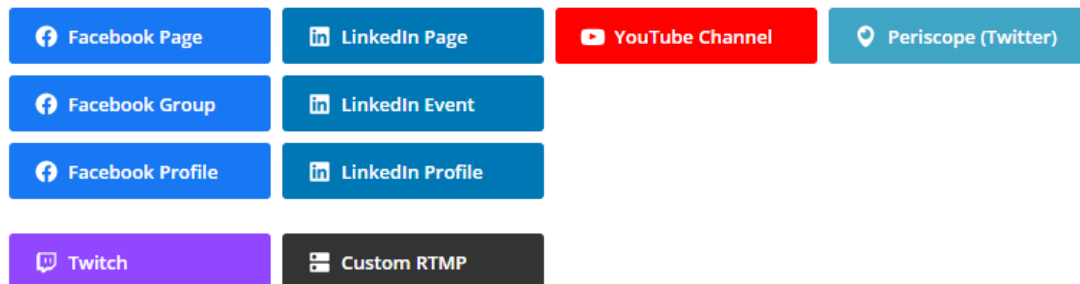 Facebook Page
LinkedIn Page
YouTube Channel
Periscope (Twitter)
Facebook Group
LinkedIn Event
Facebook Profile
LinkedIn Profile
Twitch
Custom RTMP